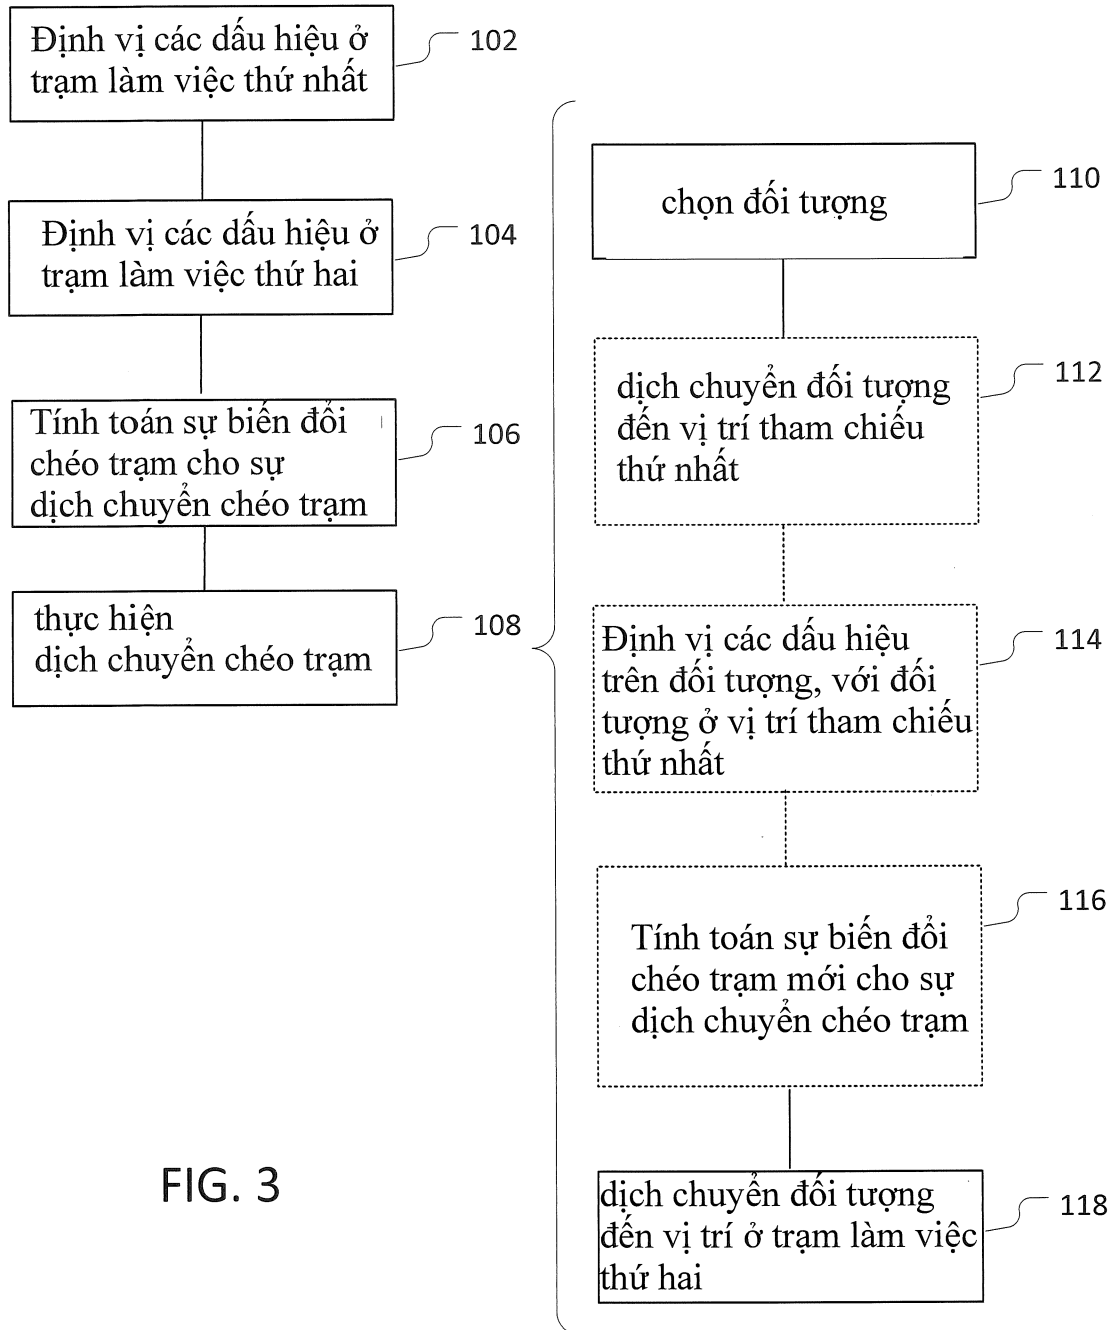 Định vị các dấu hiệu ở
trạm làm việc thứ nhất
102
Định vị các dấu hiệu ở
trạm làm việc thứ hai
104
Tính toán sự biến đổi
chéo trạm cho sự
dịch chuyển chéo trạm
106
thực hiện
dịch chuyển chéo trạm
108
chọn đối tượng
110
dịch chuyển đối tượng
đến vị trí tham chiếu
thứ nhất
112
Định vị các dấu hiệu
trên đối tượng, với đối
tượng ở vị trí tham chiếu
thứ nhất
114
Tính toán sự biến đổi
chéo trạm mới cho sự
dịch chuyển chéo trạm
116
dịch chuyển đối tượng
đến vị trí ở trạm làm việc
thứ hai
118
FIG. 3